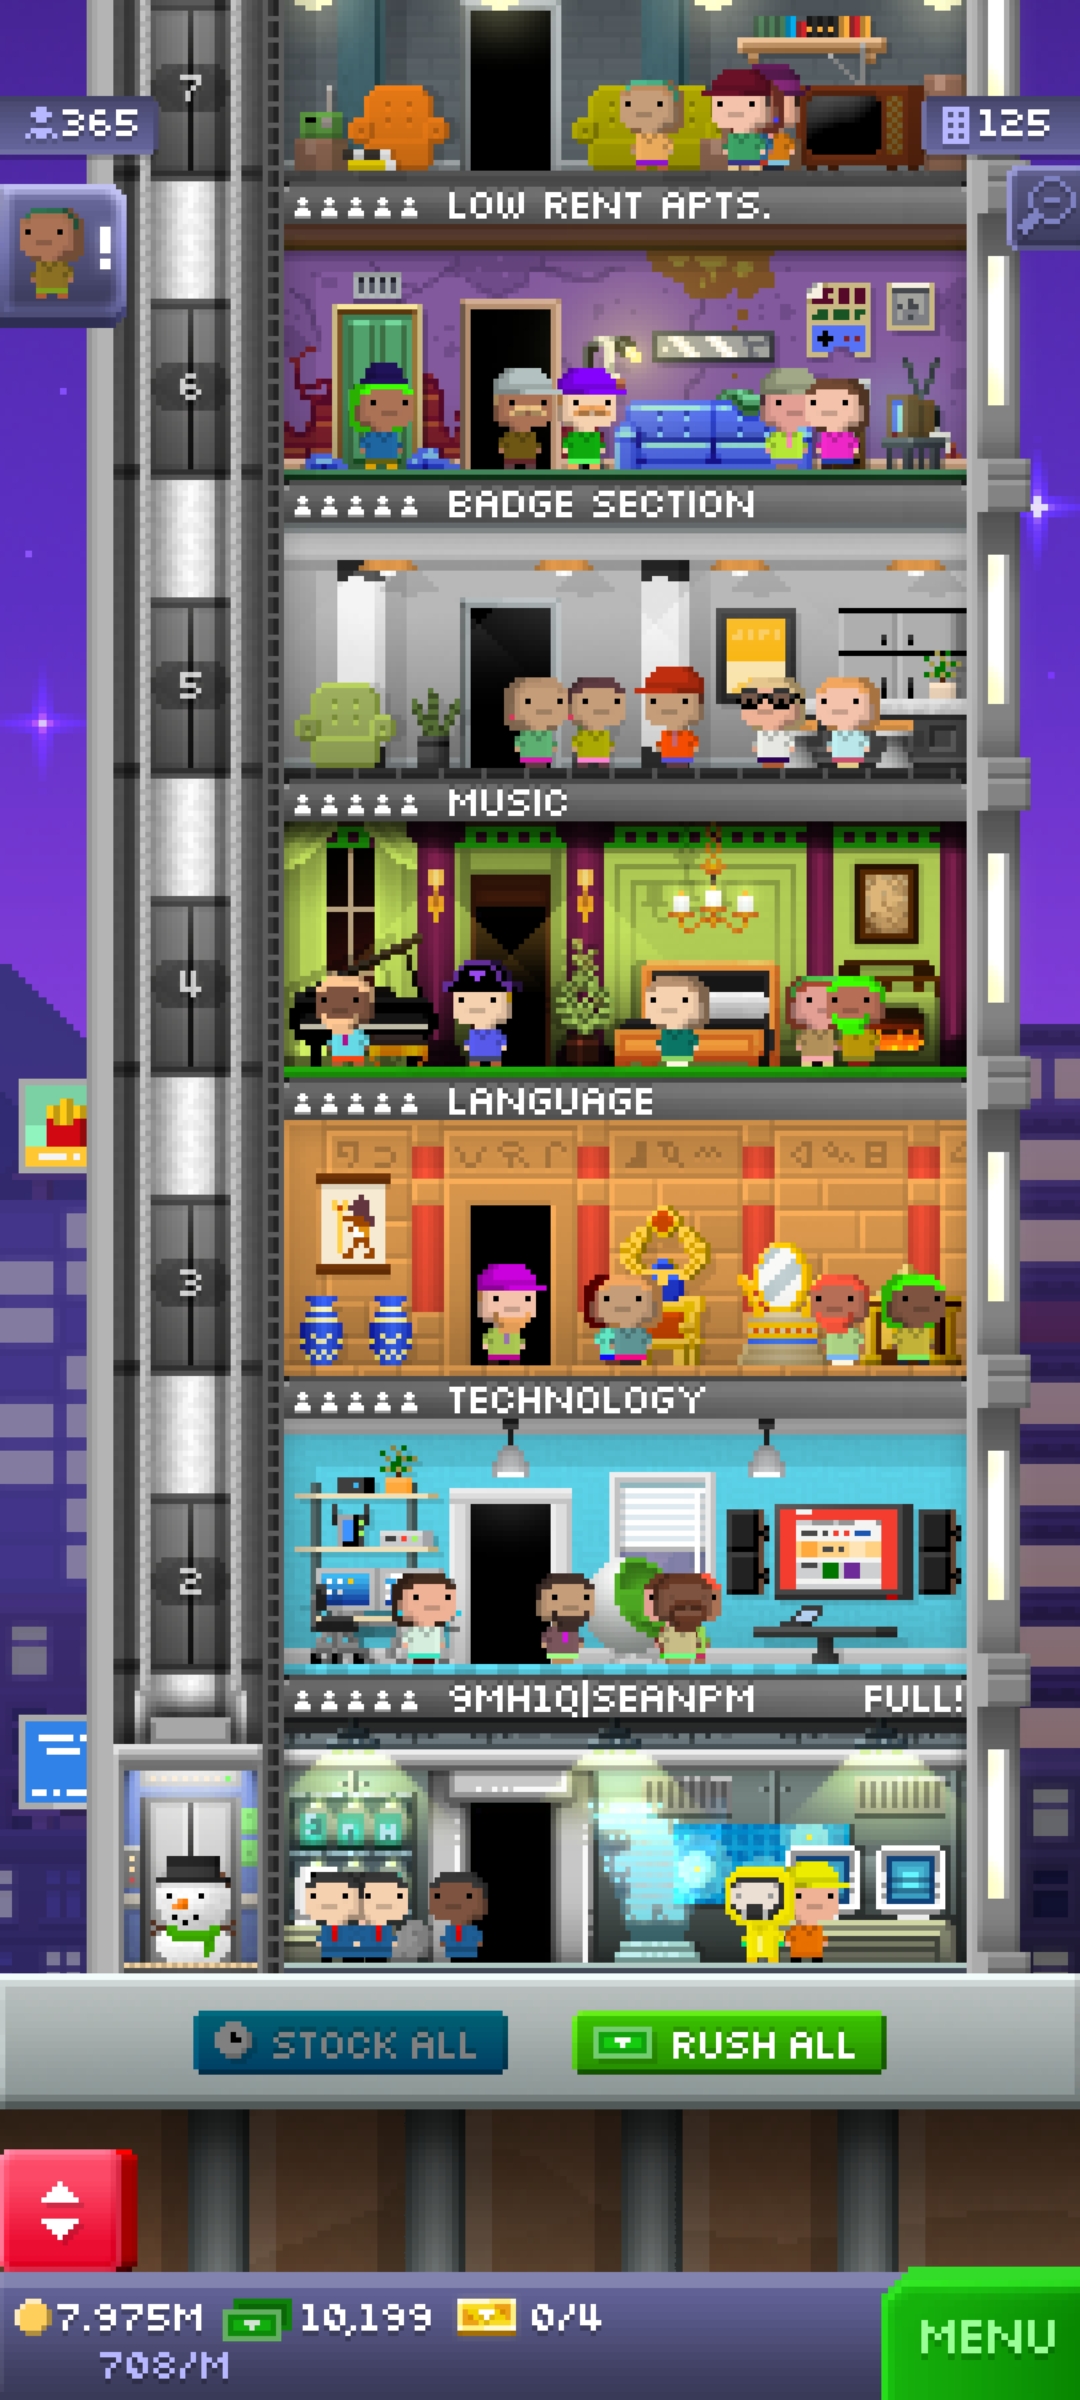 7
365
125
LOW RENT APTS.
!
6
BADGE SECTION
5
MUSIC
4
LANGUAGE
3
TECHNOLOGY
2
9MH1Q|SEANPM FULL!
STOCK ALL
RUSH ALL
7.975M 10,199 0/4
708/M
MENU